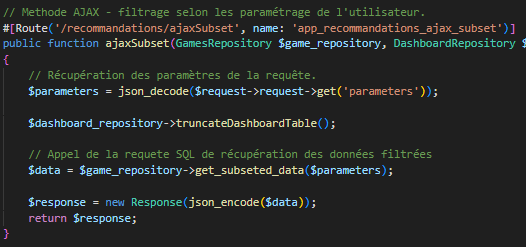 // Methode AJAX - filtrage selon les paramétrage de l'utilisateur.
#[Route('/recommandations/ajaxSubset', name: 'app_recommandations_ajax_subset')]
public function ajaxSubset(GamesRepository $game_repository, DashboardRepository $
{
// Récupération des paramètres de la requête.
$parameters = json_decode($request->request->get('parameters'));
$dashboard_repository->truncateDashboardTable();
// Appel de la requete SQL de récupération des données filtrées
$data = $game_repository->get_subseted_data($parameters);
$response = new Response(json_encode($data));
return $response;
}